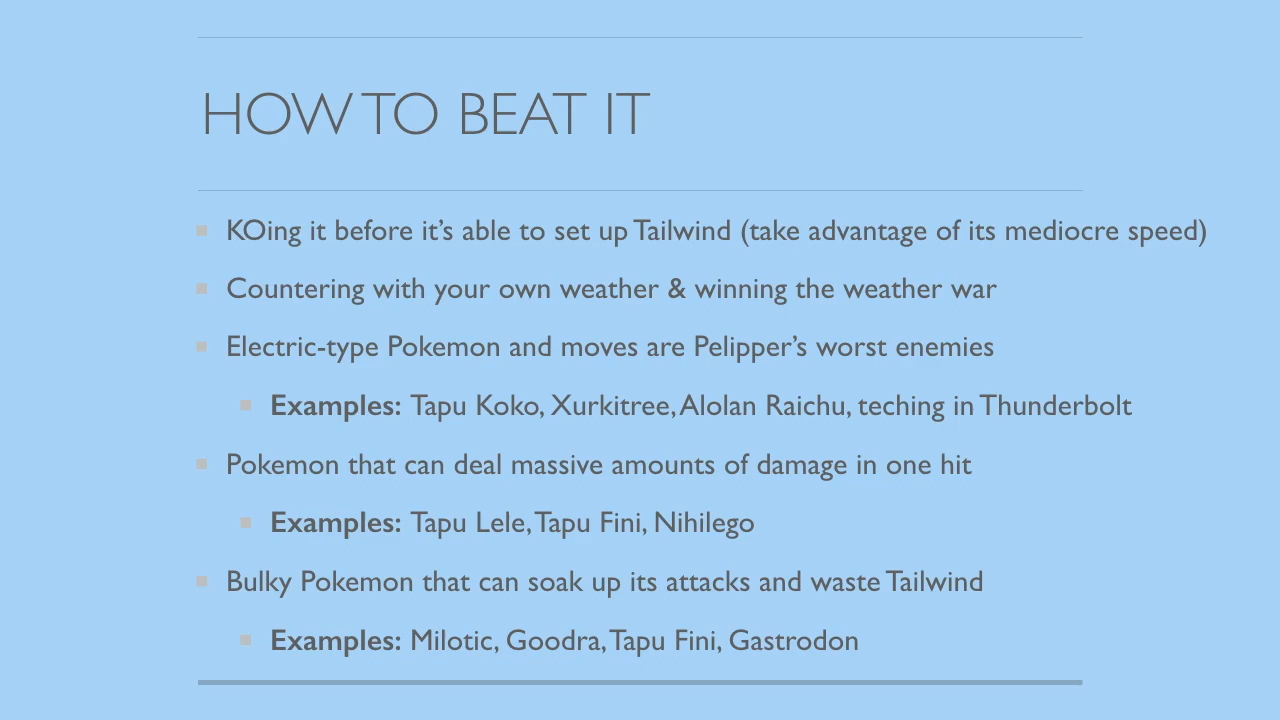 HOW TO BEAT IT
KOing it before it's able to set up Tailwind (take advantage of its mediocre speed)
Countering with your own weather & winning the weather war
Electric-type Pokemon and moves are Pelipper's worst enemies
Examples: Tapu Koko, Xurkitree, Alolan Raichu, teching in Thunderbolt
Pokemon that can deal massive amounts of damage in one hit
Examples: Tapu Lele, Tapu Fini, Nihilego
Bulky Pokemon that can soak up its attacks and waste Tailwind
Examples: Milotic, Goodra, Tapu Fini, Gastrodon